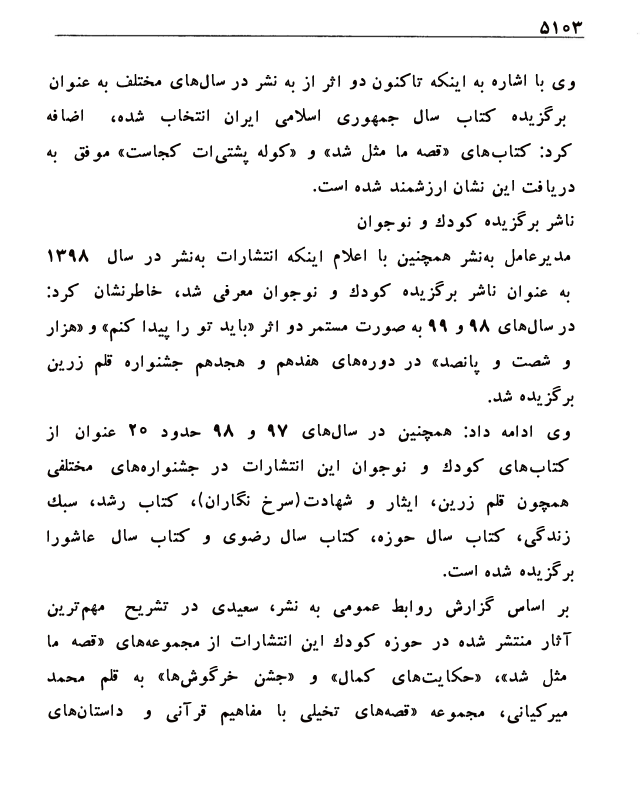 ۵۱۰۳
وی با اشاره به اینکه تاکنون دو اثر از به نشر در سال‌های مختلف به عنوان
برگزیده کتاب سال جمهوری اسلامی ایران انتخاب شده، اضافه
کرد: کتاب‌های «قصه ما مثل شد» و «کوله پشتی‌ات کجاست» موفق به
دریافت این نشان ارزشمند شده است.
ناشر برگزیده کودك و نوجوان
مدیرعامل به‌نشر همچنین با اعلام اینکه انتشارات به‌نشر در سال ۱۳۹۸
به عنوان ناشر برگزیده کودك و نوجوان معرفی شد، خاطرنشان کرد:
در سال‌های ۹۸ و ۹۹ به صورت مستمر دو اثر «باید تو را پیدا کنم» و «هزار
و شصت و پانصد» در دوره‌های هفدهم و هجدهم جشنواره قلم زرین
برگزیده شد.
وی ادامه داد: همچنین در سال‌های ۹۷ و ۹۸ حدود ۲۵ عنوان از
کتاب‌های کودك و نوجوان این انتشارات در جشنواره‌های مختلفی
همچون قلم زرین، ایثار و شهادت(سرخ نگاران)، کتاب رشد، سبك
زندگی، کتاب سال حوزه، کتاب سال رضوی و کتاب سال عاشورا
برگزیده شده است.
بر اساس گزارش روابط عمومی به نشر، سعیدی در تشریح مهم‌ترین
آثار منتشر شده در حوزه کودك این انتشارات از مجموعه‌های «قصه ما
مثل شد»، «حکایت‌های کمال» و «جشن خرگوش‌ها» به قلم محمد
میرکیانی، مجموعه «قصه‌های تخیلی با مفاهیم قرآنی و داستان‌های